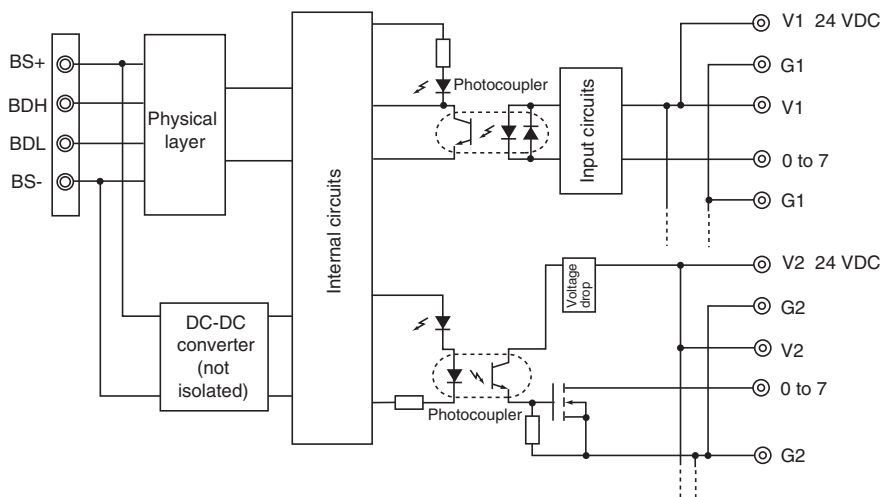 BS+
BDH
BDL
BS-
Physical
layer
DC-DC
converter
(not
isolated)
Internal circuits
Photocoupler
Input circuits
V1 24 VDC
G1
V1
0 to 7
G1
Voltage
drop
Photocoupler
V2 24 VDC
G2
V2
0 to 7
G2